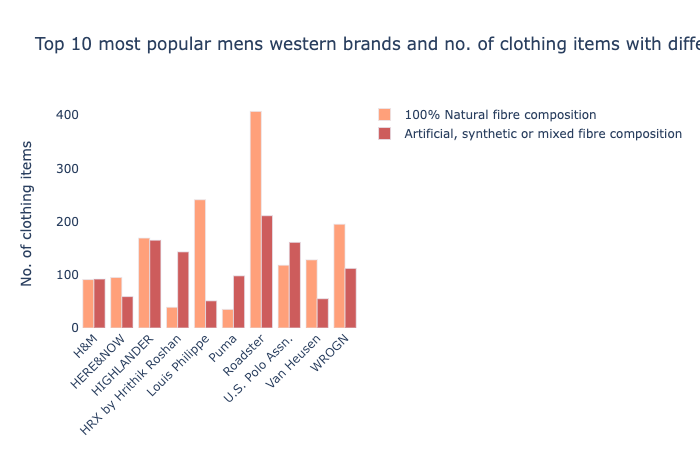 Top 10 most popular mens western brands and no. of clothing items with diffe
100% Natural fibre composition
Artificial, synthetic or mixed fibre composition
No. of clothing items
400
300
200
100
0
H&M
HERE&NOW
HIGHLANDER
HRX by Hrithik Roshan
Louis Philippe
Puma
Roadster
U.S. Polo Assn.
Van Heusen
WROGN